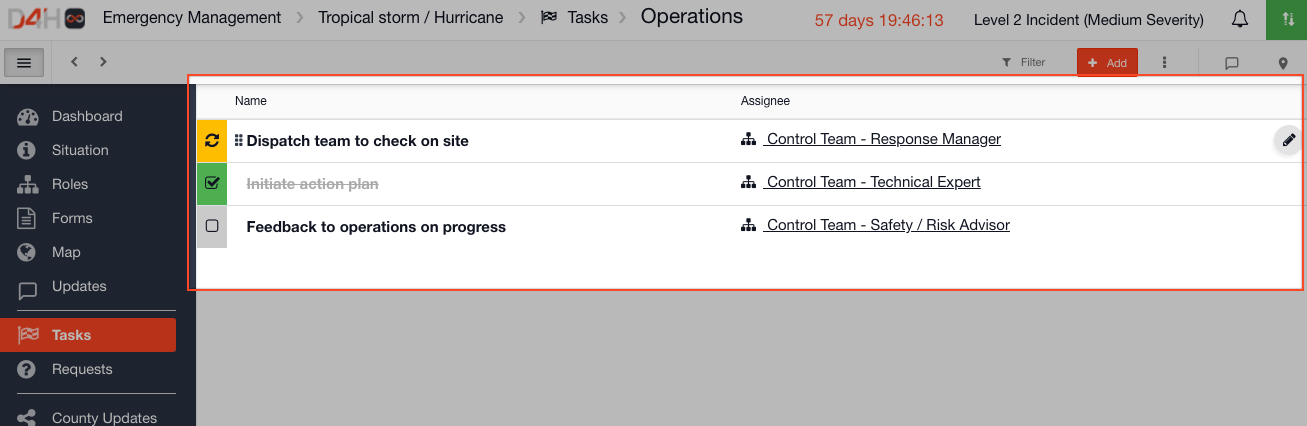 D4H Emergency Management Tropical storm / Hurricane Tasks Operations 57 days 19:46:13 Level 2 Incident (Medium Severity)
Filter Add
Name Assignee
Dashboard
Dispatch team to check on site Control Team - Response Manager
Situation
Initiate action plan Control Team - Technical Expert
Roles
Forms
Feedback to operations on progress Control Team - Safety / Risk Advisor
Map
Updates
Tasks
Requests
County Updates